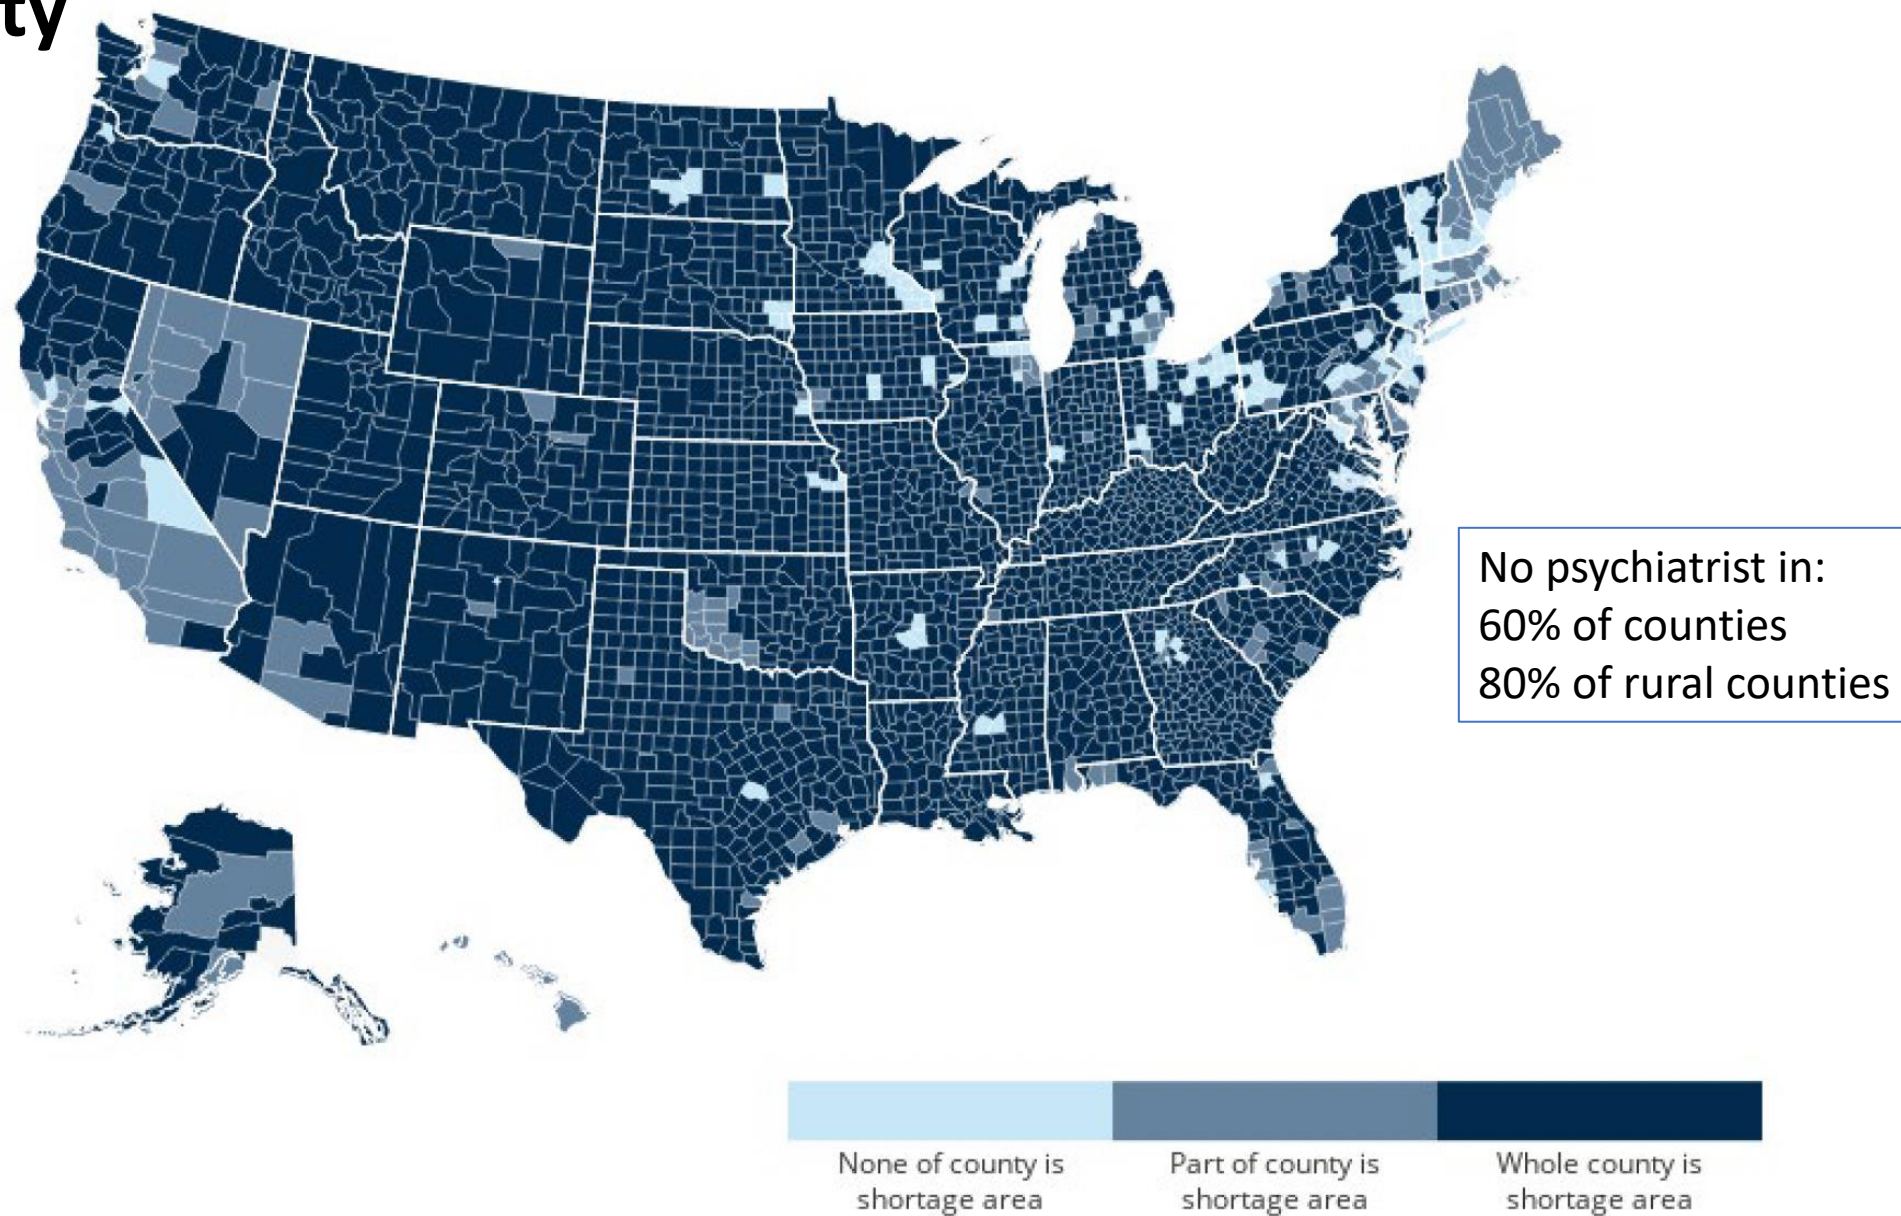 ty
No psychiatrist in:
60% of counties
80% of rural counties
None of county is
shortage area
Part of county is
shortage area
Whole county is
shortage area